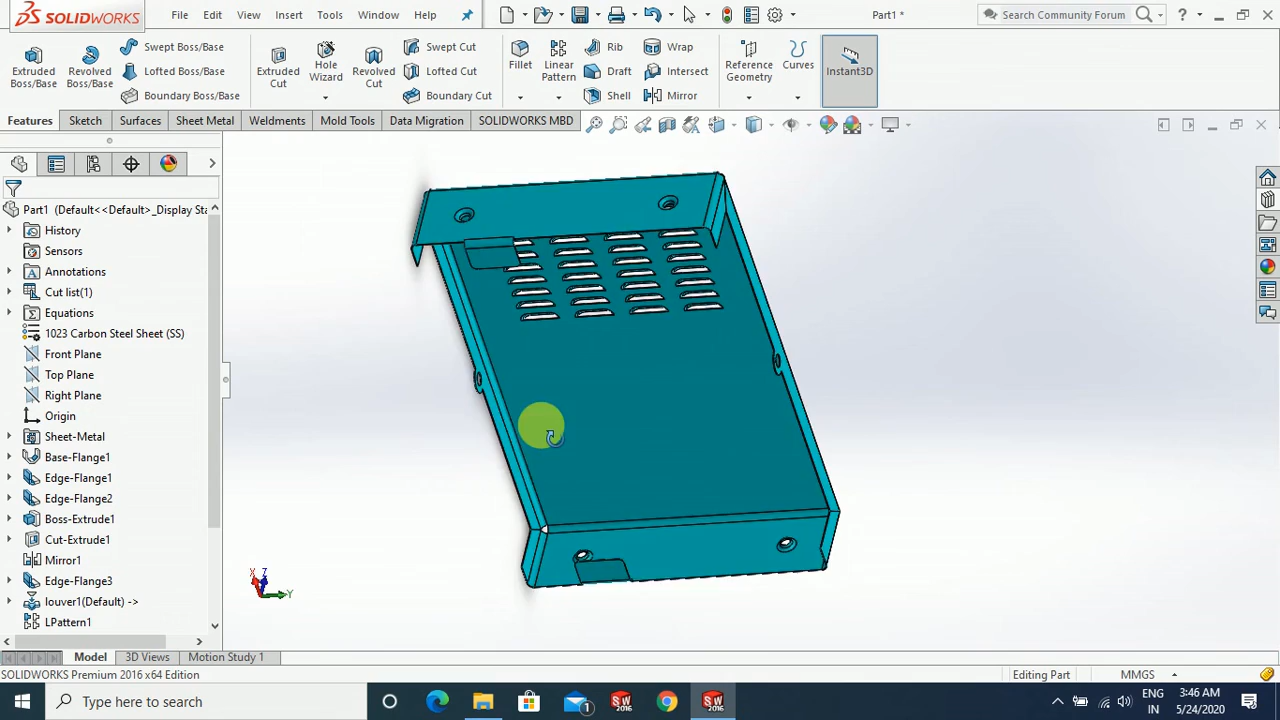 SOLIDWORKS File Edit View Insert Tools Window Help Part1 * Search Community Forum ?
Extruded Boss/Base
Revolved Boss/Base
Swept Boss/Base
Lofted Boss/Base
Boundary Boss/Base
Extruded Cut
Hole Wizard
Revolved Cut
Swept Cut
Lofted Cut
Boundary Cut
Fillet
Linear Pattern
Rib
Draft
Shell
Wrap
Intersect
Mirror
Reference Geometry
Curves
Instant3D
Features Sketch Surfaces Sheet Metal Weldments Mold Tools Data Migration SOLIDWORKS MBD
Part1 (Default<<Default>_Display Sta
History
Sensors
Annotations
Cut list(1)
Equations
1023 Carbon Steel Sheet (SS)
Front Plane
Top Plane
Right Plane
Origin
Sheet-Metal
Base-Flange1
Edge-Flange1
Edge-Flange2
Boss-Extrude1
Cut-Extrude1
Mirror1
Edge-Flange3
louver1(Default) ->
LPattern1
X Z Y
Model 3D Views Motion Study 1
SOLIDWORKS Premium 2016 x64 Edition Editing Part MMGS
Type here to search 1 SW 2016 SW 2016 ENG IN 3:46 AM 5/24/2020